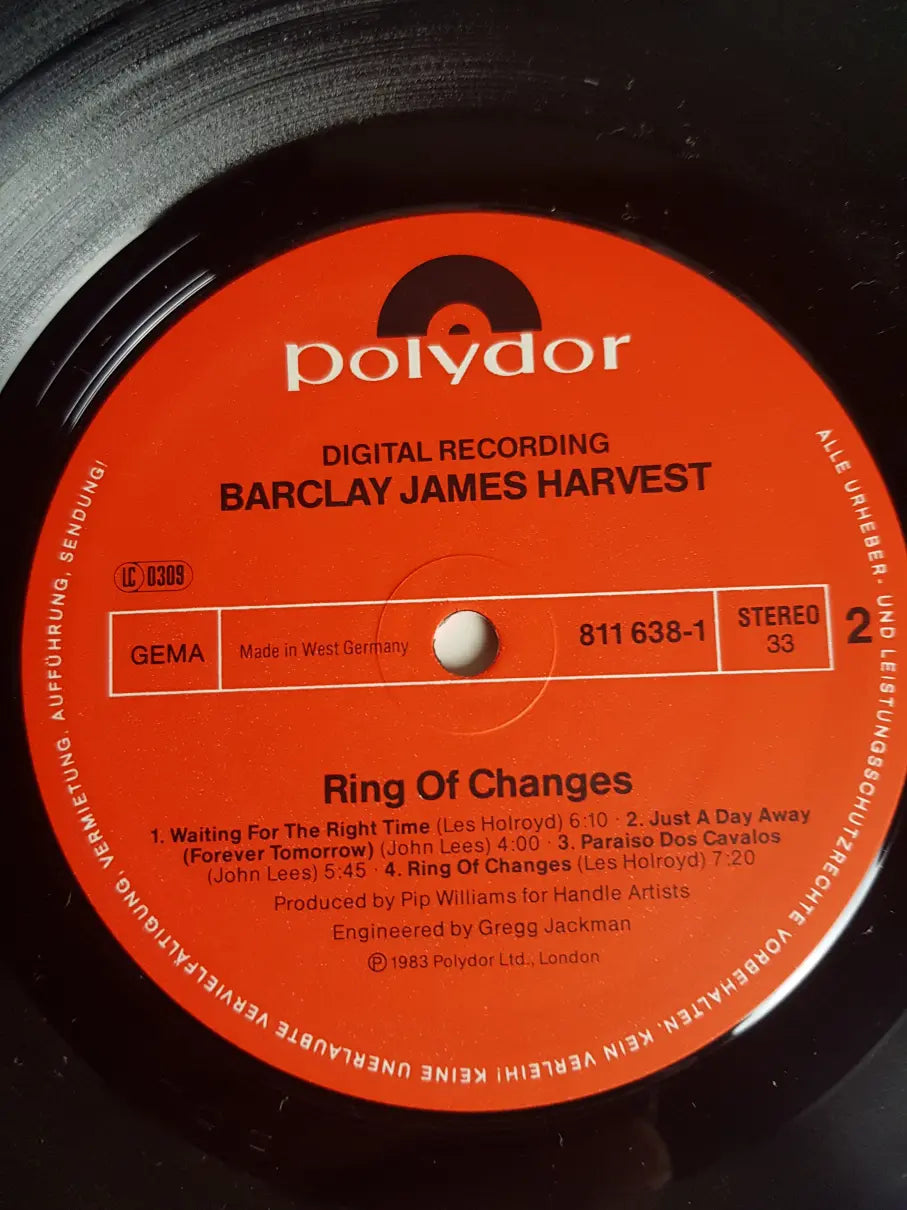 polydor
DIGITAL RECORDING
BARCLAY JAMES HARVEST
LC 0309
GEMA
Made in West Germany
811 638-1
STEREO
33
2
Ring Of Changes
1. Waiting For The Right Time (Les Holroyd) 6:10 · 2. Just A Day Away
(Forever Tomorrow) (John Lees) 4:00 · 3. Paraiso Dos Cavalos
(John Lees) 5:45 · 4. Ring Of Changes (Les Holroyd) 7:20
Produced by Pip Williams for Handle Artists
Engineered by Gregg Jackman
℗ 1983 Polydor Ltd., London
ALLE URHEBER- UND LEISTUNGSSCHUTZRECHTE VORBEHALTEN. KEIN VERLEIH! KEINE UNERLAUBTE VERVIELFÄLTIGUNG, VERMIETUNG, AUFFÜHRUNG, SENDUNG!